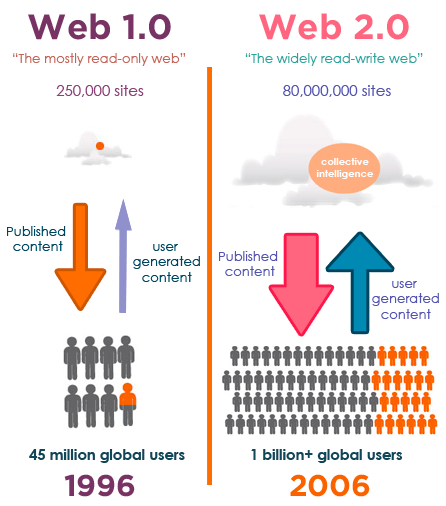 Web 1.0
“The mostly read-only web”
250,000 sites
Published
content
user
generated
content
45 million global users
1996
Web 2.0
“The widely read-write web”
80,000,000 sites
collective
intelligence
Published
content
user
generated
content
1 billion+ global users
2006